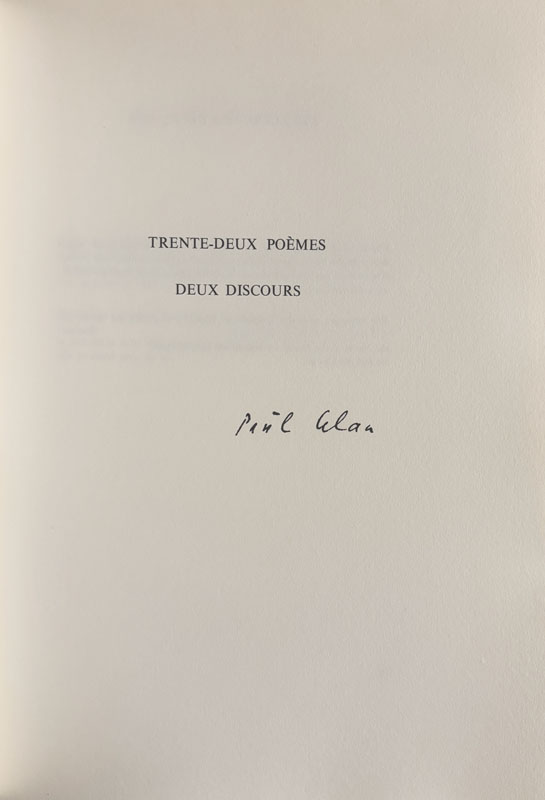 TRENTE-DEUX POÈMES
DEUX DISCOURS
Paul Celan